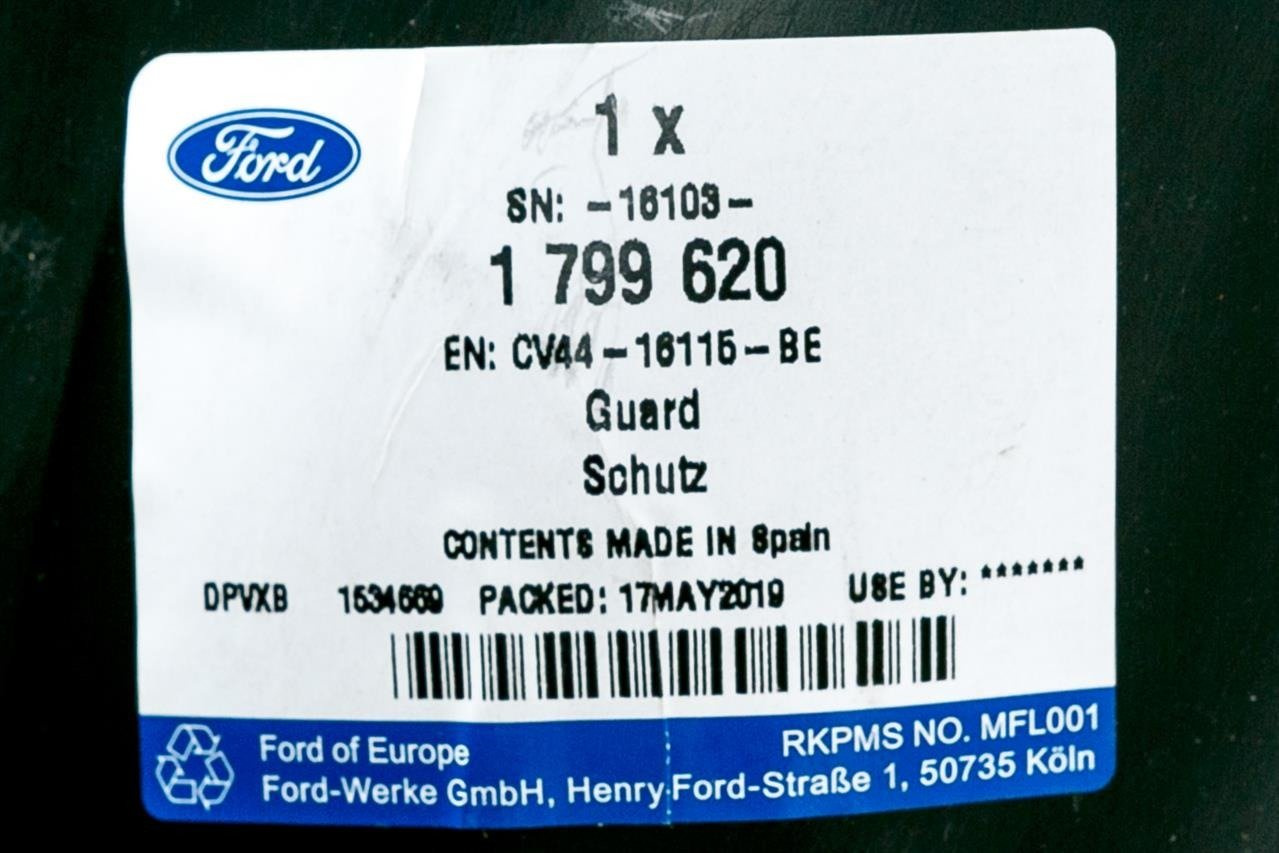 Ford
1 x
SN: -16103-
1 799 620
EN: CV44-16115-BE
Guard
Schutz
CONTENTS MADE IN Spain
DPVXB 1534669 PACKED: 17MAY2019 USE BY: *******
Ford of Europe RKPMS NO. MFL001
Ford-Werke GmbH, Henry-Ford-Straße 1, 50735 Köln